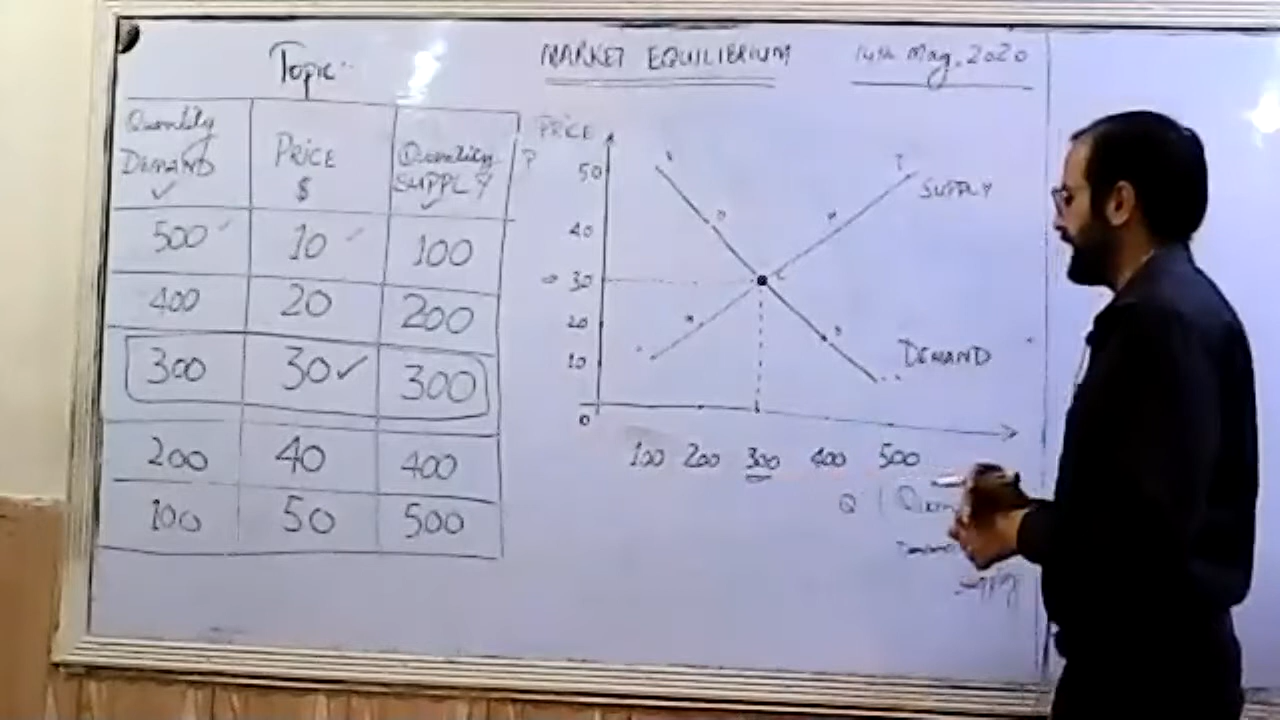 Topic:
MARKET EQUILIBRIUM
14th May, 2020
Quantity DEMAND ✓
PRICE $
Quantity SUPPLY ✓
500 ✓ 10 ✓ 100
400 20 200
300 30 ✓ 300
200 40 400
100 50 500
PRICE
P
50
40
30
20
10
0
SUPPLY
DEMAND
100 200 300 400 500
Q